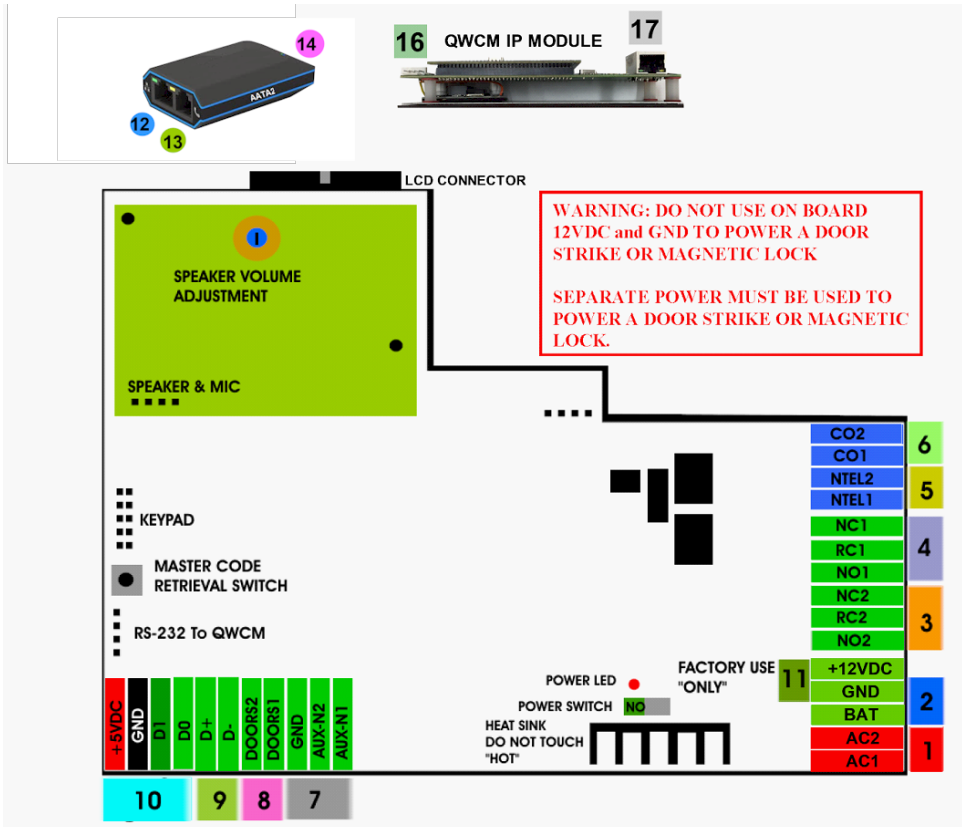 14
AATA2
12
13
16
QWCM IP MODULE
17
LCD CONNECTOR
WARNING: DO NOT USE ON BOARD
12VDC and GND TO POWER A DOOR
STRIKE OR MAGNETIC LOCK
SEPARATE POWER MUST BE USED TO
POWER A DOOR STRIKE OR MAGNETIC
LOCK.
I
SPEAKER VOLUME
ADJUSTMENT
SPEAKER & MIC
CO2
CO1
6
NTEL2
NTEL1
5
NC1
RC1
NO1
4
NC2
RC2
NO2
3
KEYPAD
MASTER CODE
RETRIEVAL SWITCH
RS-232 To QWCM
FACTORY USE
"ONLY"
11
+12VDC
GND
BAT
2
AC2
AC1
1
POWER LED
POWER SWITCH
NO
HEAT SINK
DO NOT TOUCH
"HOT"
+5VDC
GND
D1
D0
D+
D-
DOORS2
DOORS1
GND
AUX-N2
AUX-N1
10
9
8
7